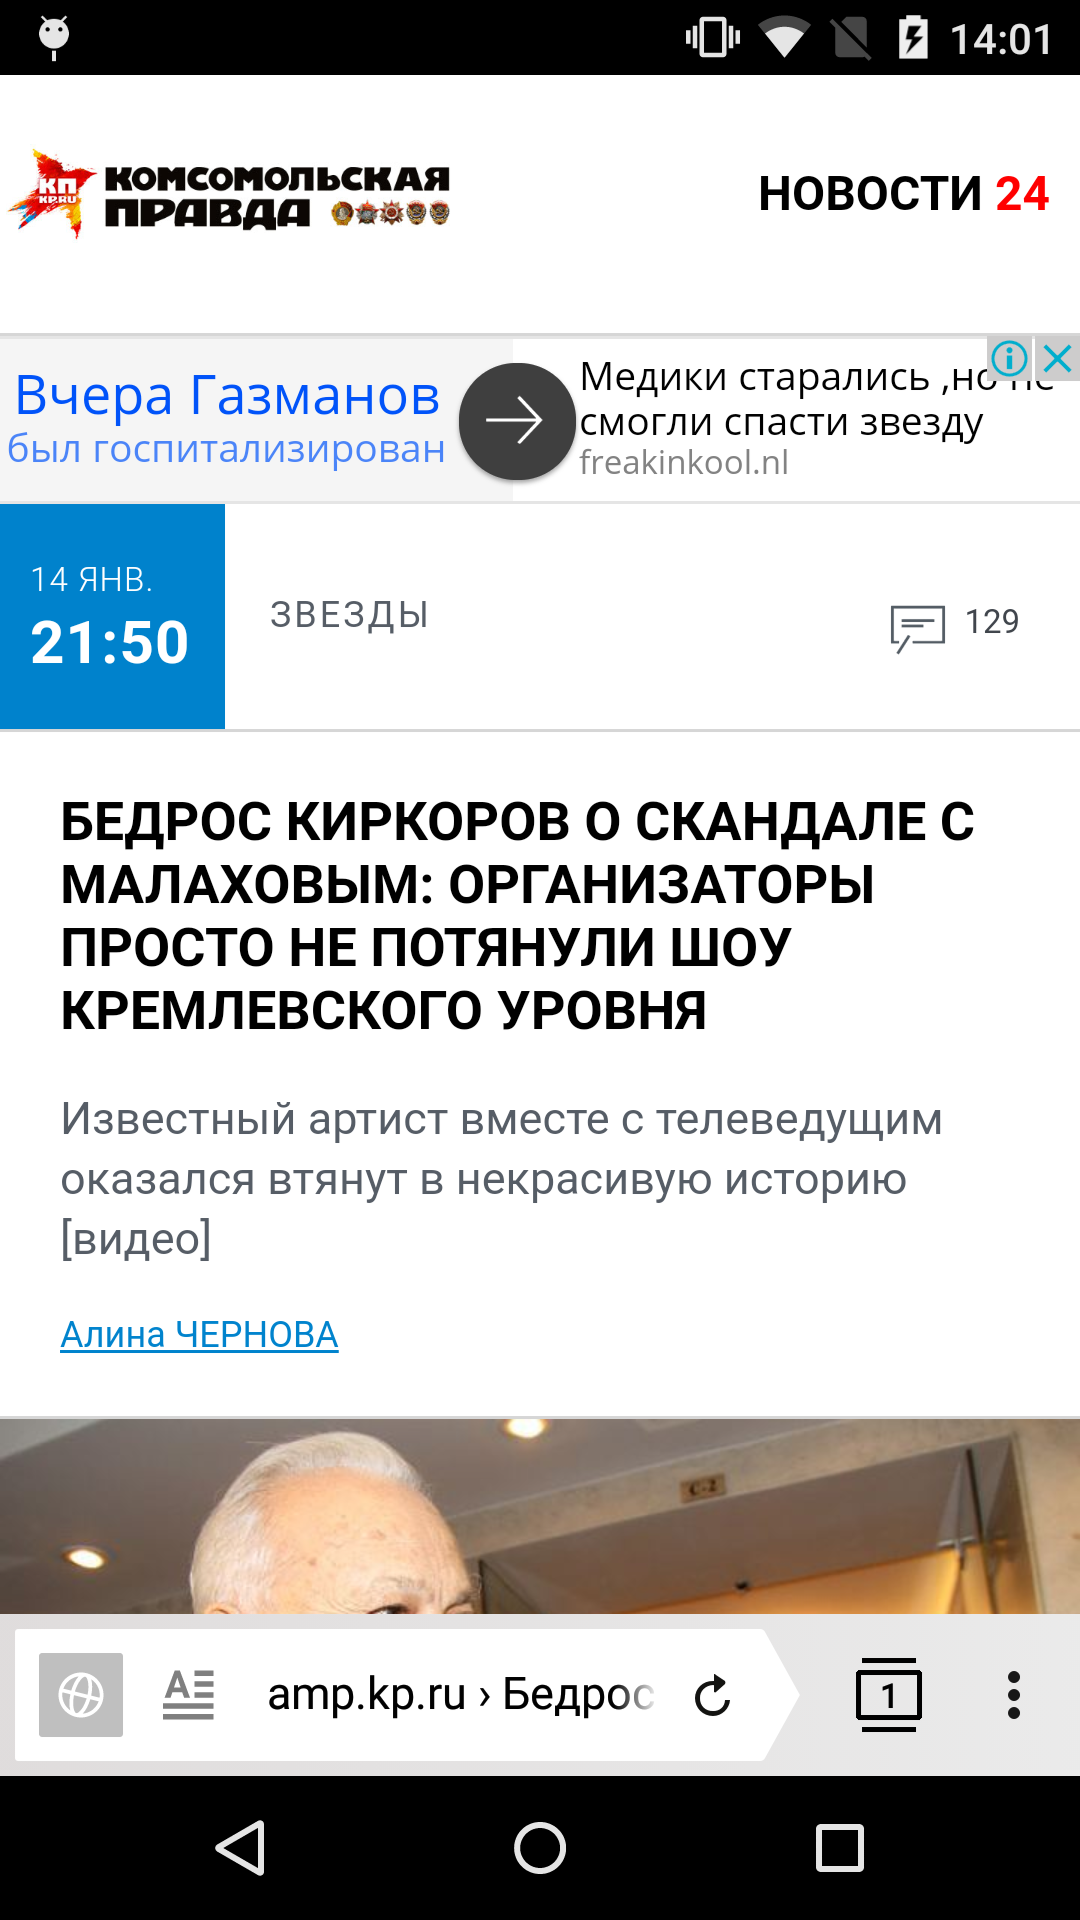 14:01
КП
KP.RU
КОМСОМОЛЬСКАЯ
ПРАВДА
НОВОСТИ 24
Вчера Газманов
был госпитализирован
Медики старались ,но не
смогли спасти звезду
freakinkool.nl
14 ЯНВ.
21:50
ЗВЕЗДЫ
129
БЕДРОС КИРКОРОВ О СКАНДАЛЕ С
МАЛАХОВЫМ: ОРГАНИЗАТОРЫ
ПРОСТО НЕ ПОТЯНУЛИ ШОУ
КРЕМЛЕВСКОГО УРОВНЯ
Известный артист вместе с телеведущим
оказался втянут в некрасивую историю
[видео]
Алина ЧЕРНОВА
С-2
amp.kp.ru › Бедрос
1